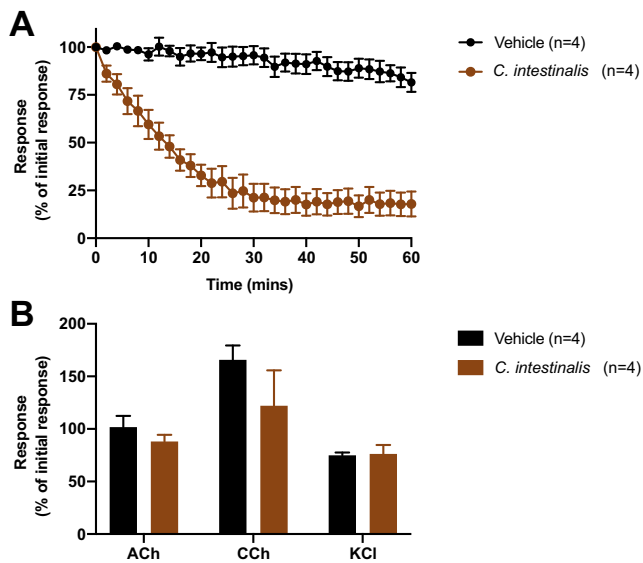 A
Response
(% of initial response)
100
75
50
25
0
0
10
20
30
40
50
60
Time (mins)
Vehicle (n=4)
C. intestinalis (n=4)
B
Response
(% of initial response)
200
150
100
50
0
ACh
CCh
KCl
Vehicle (n=4)
C. intestinalis (n=4)